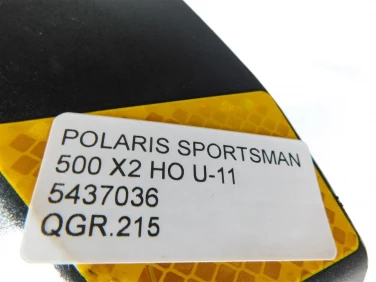 POLARIS SPORTSMAN
500 X2 HO U-11
5437036
QGR.215